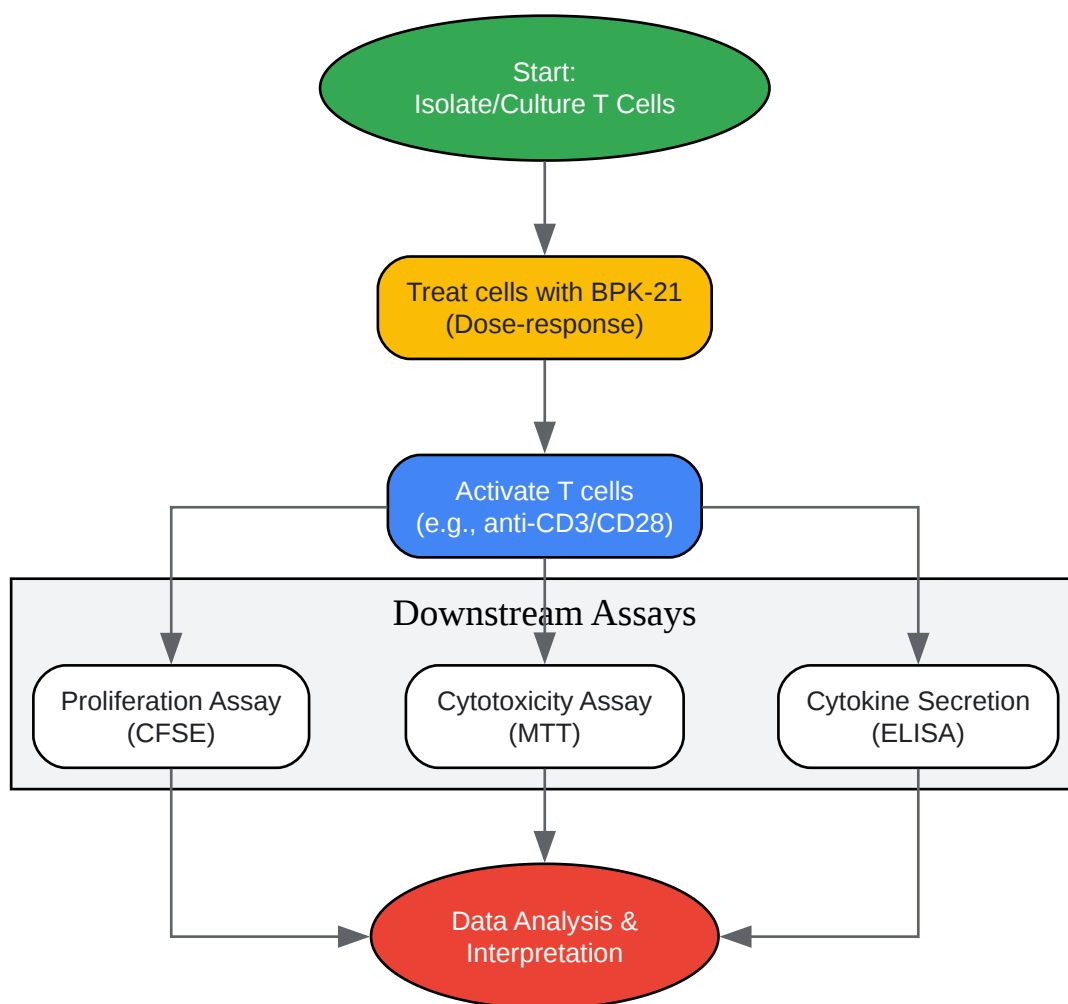 Start:
Isolate/Culture T Cells
Treat cells with BPK-21
(Dose-response)
Activate T cells
(e.g., anti-CD3/CD28)
Downstream Assays
Proliferation Assay
(CFSE)
Cytotoxicity Assay
(MTT)
Cytokine Secretion
(ELISA)
Data Analysis &
Interpretation